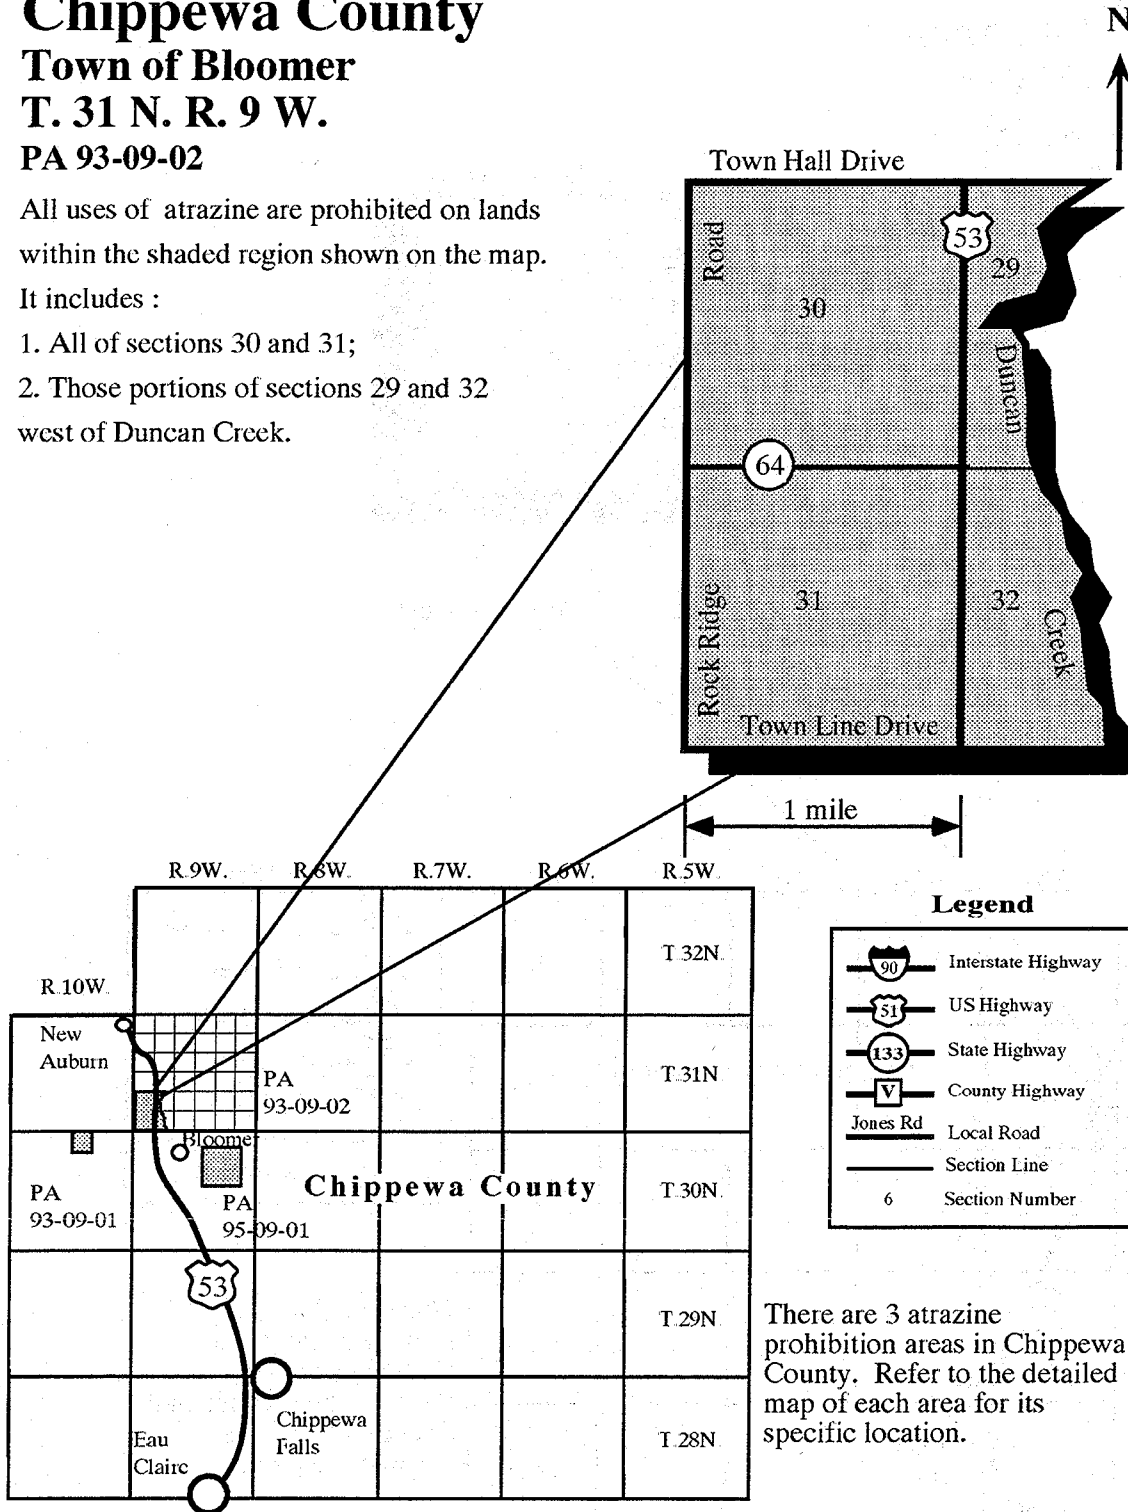 Chippewa County
Town of Bloomer
T. 31 N. R. 9 W.
PA 93-09-02
All uses of atrazine are prohibited on lands
within the shaded region shown on the map.
It includes :
1. All of sections 30 and 31;
2. Those portions of sections 29 and 32
west of Duncan Creek.
N
Town Hall Drive
Road
53
29
30
Duncan
64
Rock Ridge
31
32
Creek
Town Line Drive
1 mile
R.9W.
R.8W.
R.7W.
R.6W.
R.5W.
T.32N.
R.10W.
New
Auburn
PA
93-09-02
T.31N
Bloomer
PA
93-09-01
PA
95-09-01
Chippewa County
T.30N.
53
T.29N.
Chippewa
Falls
Eau
Claire
T.28N.
Legend
90 Interstate Highway
51 US Highway
133 State Highway
V County Highway
Jones Rd Local Road
Section Line
6 Section Number
There are 3 atrazine
prohibition areas in Chippewa
County. Refer to the detailed
map of each area for its
specific location.